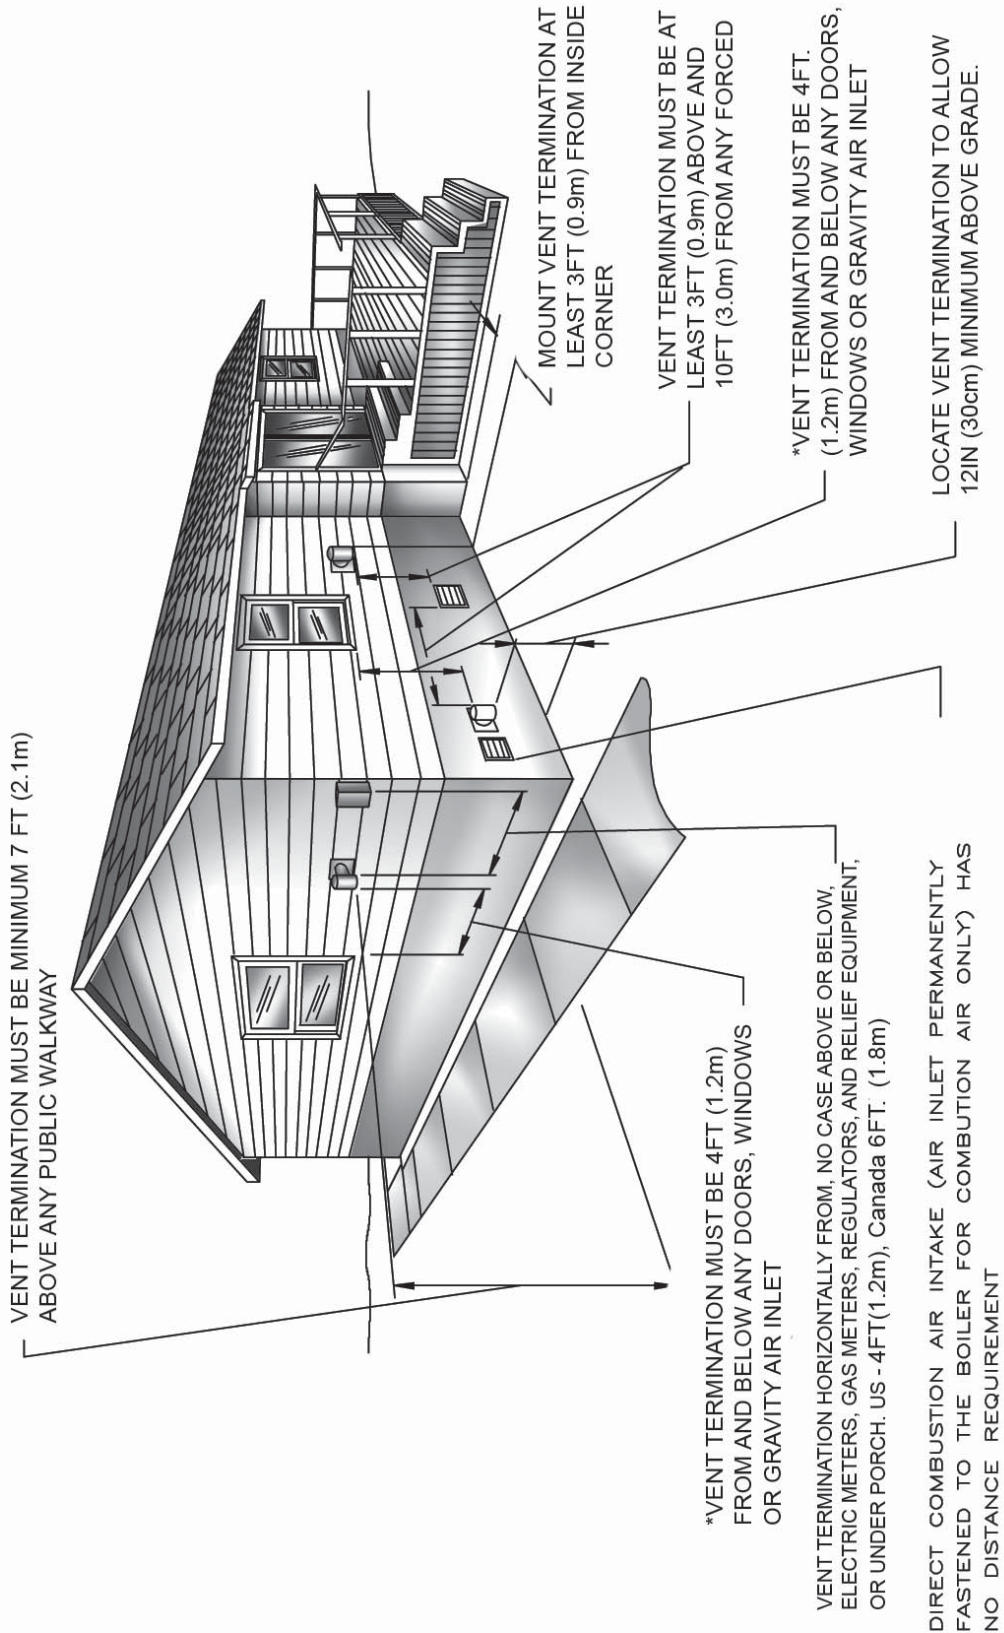 VENT TERMINATION MUST BE MINIMUM 7 FT (2.1m)
ABOVE ANY PUBLIC WALKWAY
MOUNT VENT TERMINATION AT
LEAST 3FT (0.9m) FROM INSIDE
CORNER
VENT TERMINATION MUST BE AT
LEAST 3FT (0.9m) ABOVE AND
10FT (3.0m) FROM ANY FORCED
*VENT TERMINATION MUST BE 4FT.
(1.2m) FROM AND BELOW ANY DOORS,
WINDOWS OR GRAVITY AIR INLET
LOCATE VENT TERMINATION TO ALLOW
12IN (30cm) MINIMUM ABOVE GRADE.
*VENT TERMINATION MUST BE 4FT (1.2m)
FROM AND BELOW ANY DOORS, WINDOWS
OR GRAVITY AIR INLET
VENT TERMINATION HORIZONTALLY FROM, NO CASE ABOVE OR BELOW,
ELECTRIC METERS, GAS METERS, REGULATORS, AND RELIEF EQUIPMENT,
OR UNDER PORCH. US - 4FT(1.2m), Canada 6FT. (1.8m)
DIRECT COMBUSTION AIR INTAKE (AIR INLET PERMANENTLY
FASTENED TO THE BOILER FOR COMBUTION AIR ONLY) HAS
NO DISTANCE REQUIREMENT